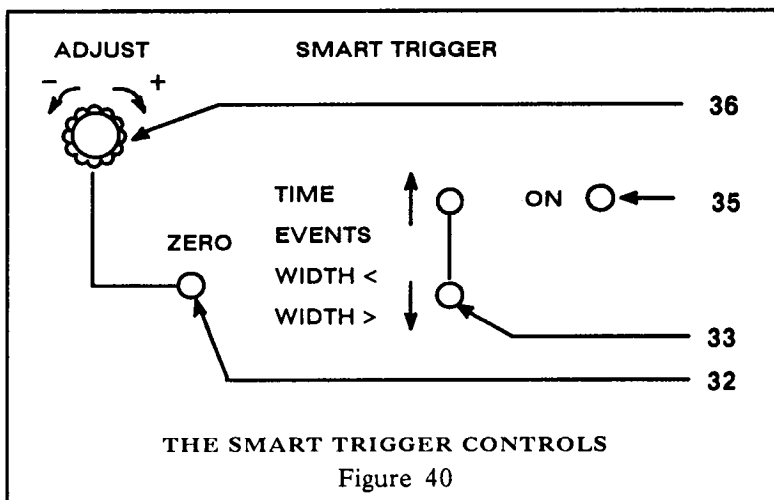 ADJUST SMART TRIGGER
- +
36
TIME ON 35
ZERO EVENTS
WIDTH <
WIDTH >
33
32
THE SMART TRIGGER CONTROLS
Figure 40